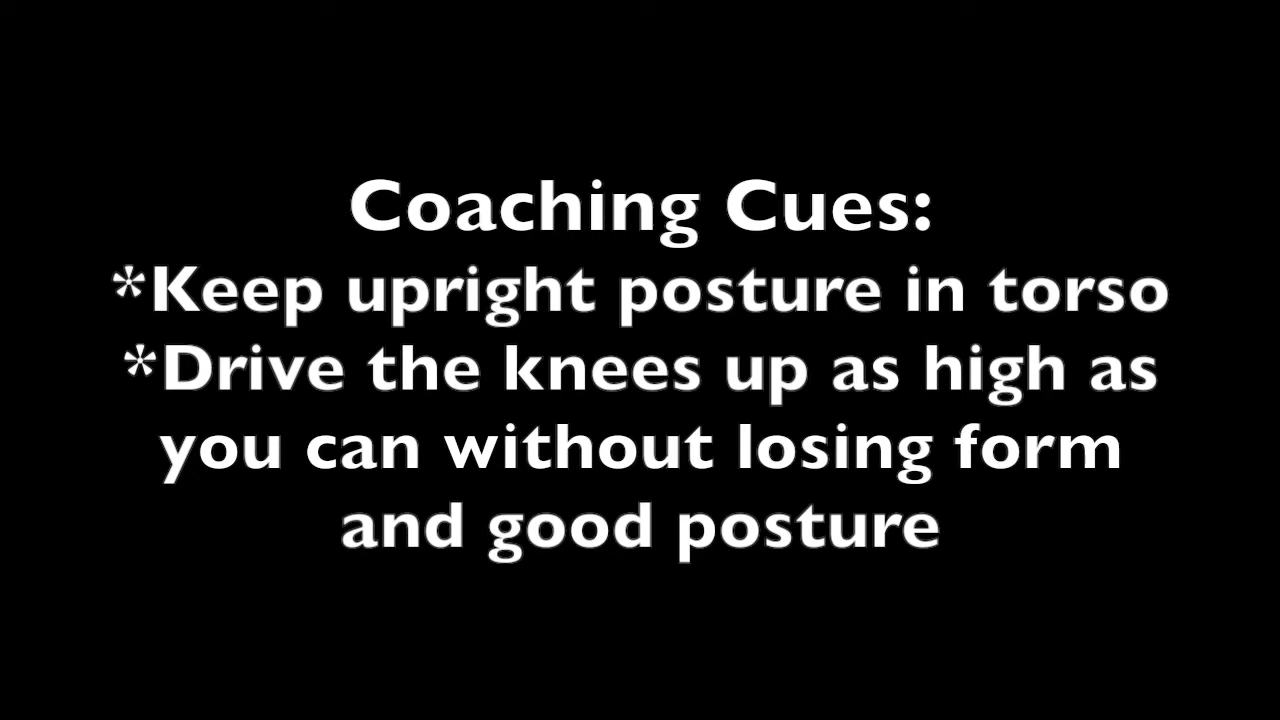 Coaching Cues:
*Keep upright posture in torso
*Drive the knees up as high as
you can without losing form
and good posture